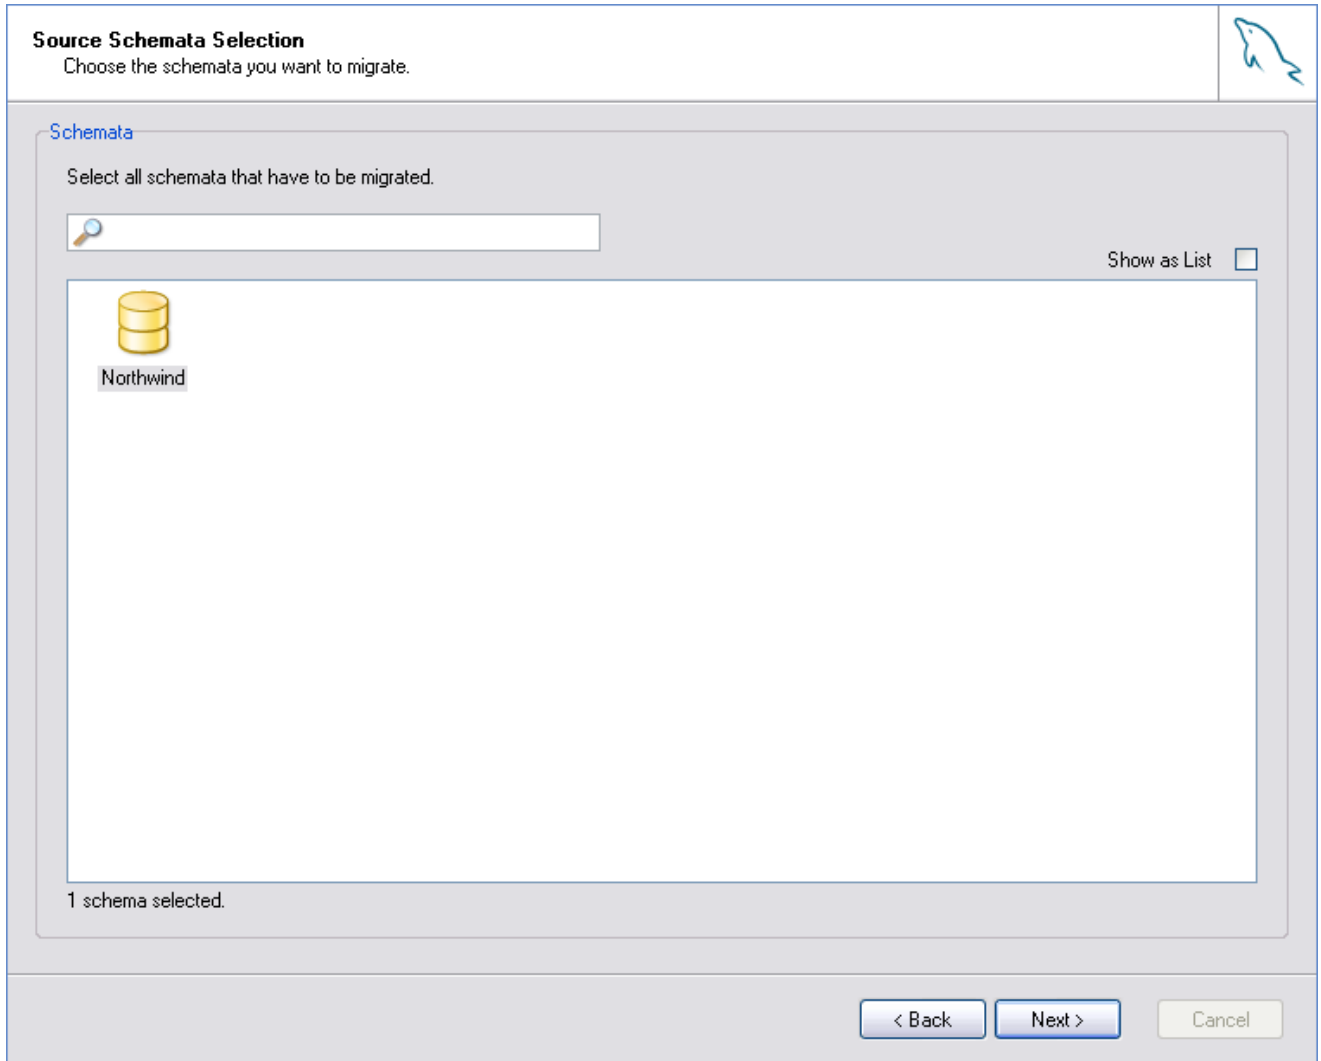 Source Schemata Selection
Choose the schemata you want to migrate.
Schemata
Select all schemata that have to be migrated.
Show as List
Northwind
1 schema selected.
< Back
Next >
Cancel